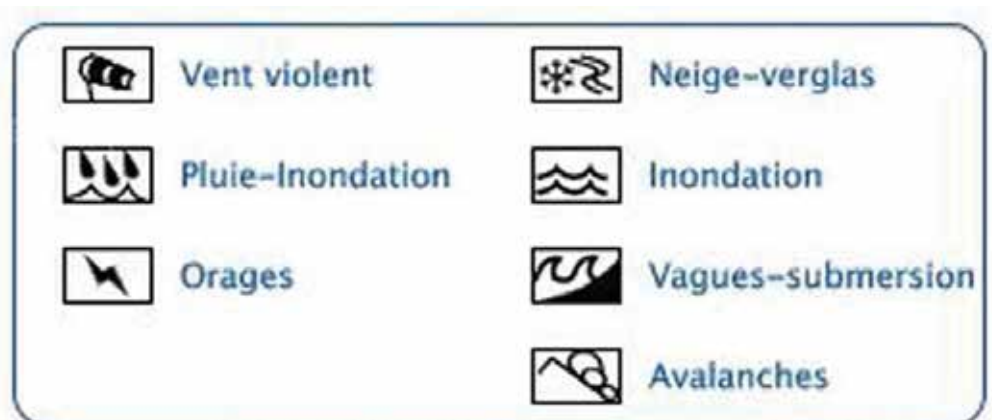 Vent violent
Neige-verglas
Pluie-Inondation
Inondation
Orages
Vagues-submersion
Avalanches